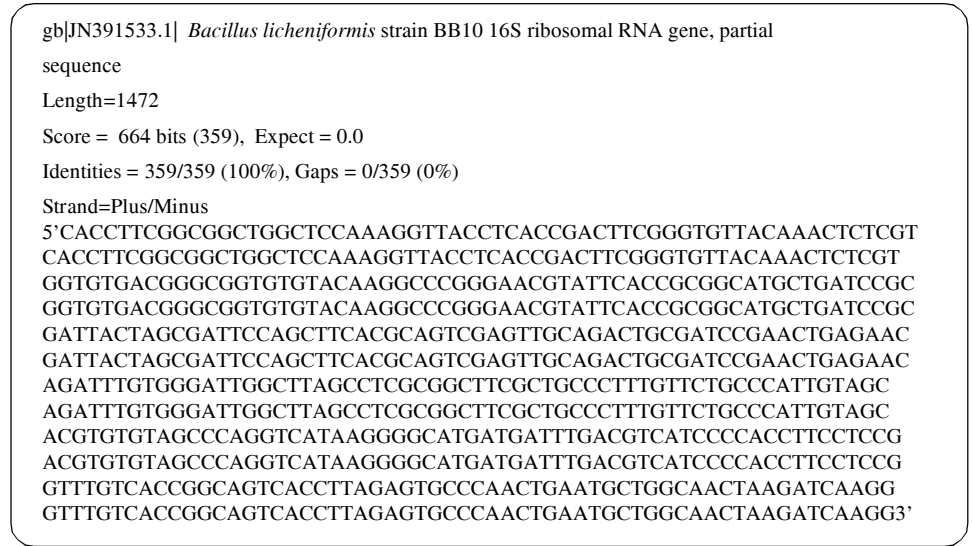 gb|JN391533.1| Bacillus licheniformis strain BB10 16S ribosomal RNA gene, partial
sequence
Length=1472
Score = 664 bits (359), Expect = 0.0
Identities = 359/359 (100%), Gaps = 0/359 (0%)
Strand=Plus/Minus
5’CACCTTCGGCGGCTGGCTCCAAAGGTTACCTCACCGACTTCGGGTGTTACAAACTCTCGT
CACCTTCGGCGGCTGGCTCCAAAGGTTACCTCACCGACTTCGGGTGTTACAAACTCTCGT
GGTGTGACGGGCGGTGTGTACAAGGCCCGGGAACGTATTCACCGCGGCATGCTGATCCGC
GGTGTGACGGGCGGTGTGTACAAGGCCCGGGAACGTATTCACCGCGGCATGCTGATCCGC
GATTACTAGCGATTCCAGCTTCACGCAGTCGAGTTGCAGACTGCGATCCGAACTGAGAAC
GATTACTAGCGATTCCAGCTTCACGCAGTCGAGTTGCAGACTGCGATCCGAACTGAGAAC
AGATTTGTGGGATTGGCTTAGCCTCGCGGCTTCGCTGCCCTTTGTTCTGCCCATTGTAGC
AGATTTGTGGGATTGGCTTAGCCTCGCGGCTTCGCTGCCCTTTGTTCTGCCCATTGTAGC
ACGTGTGTAGCCCAGGTCATAAGGGGCATGATGATTTGACGTCATCCCCACCTTCCTCCG
ACGTGTGTAGCCCAGGTCATAAGGGGCATGATGATTTGACGTCATCCCCACCTTCCTCCG
GTTTGTCACCGGCAGTCACCTTAGAGTGCCCAACTGAATGCTGGCAACTAAGATCAAGG
GTTTGTCACCGGCAGTCACCTTAGAGTGCCCAACTGAATGCTGGCAACTAAGATCAAGG3’